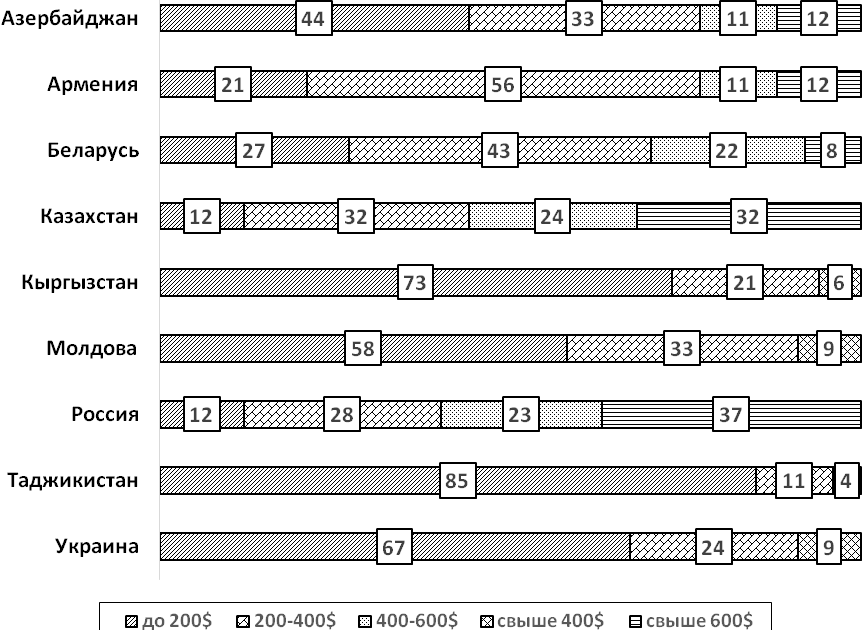 Азербайджан 44 33 11 12
Армения 21 56 11 12
Беларусь 27 43 22 8
Казахстан 12 32 24 32
Кыргызстан 73 21 6
Молдова 58 33 9
Россия 12 28 23 37
Таджикистан 85 11 4
Украина 67 24 9
до 200$ 200-400$ 400-600$ свыше 400$ свыше 600$